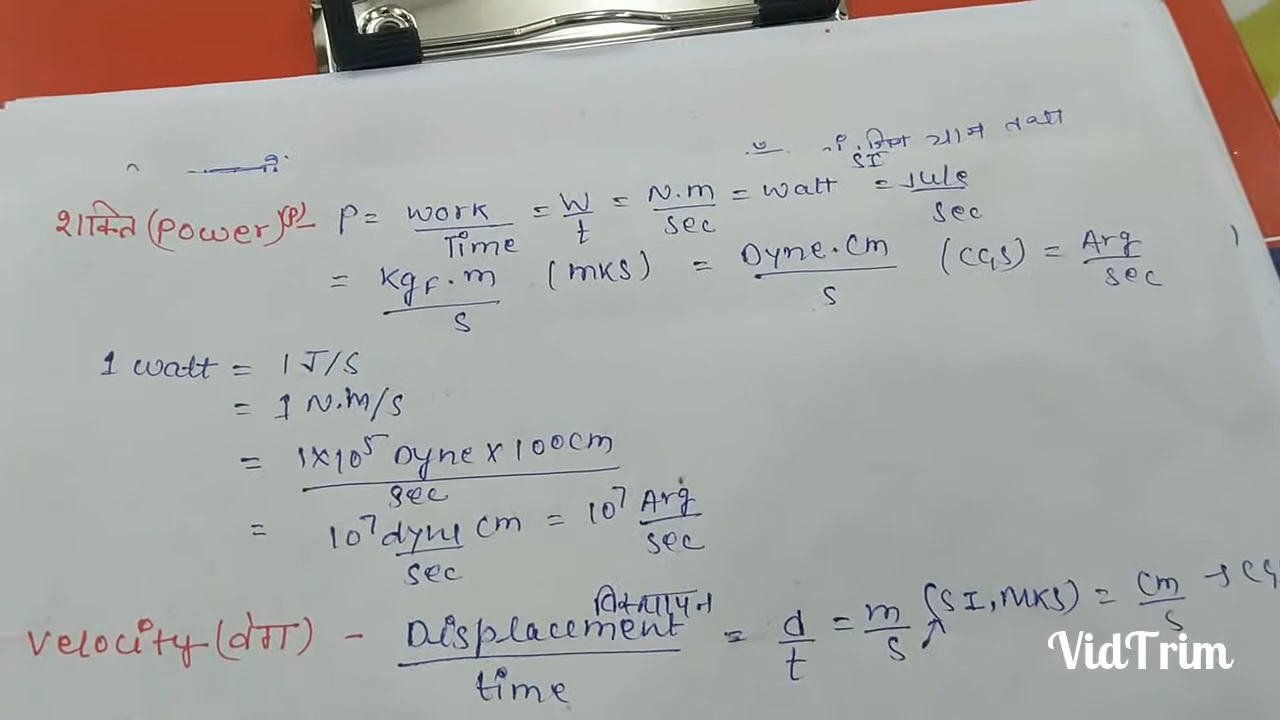 SI
शक्ति (Power)(P) - P = Work/Time = W/t = N.m/sec = watt = Jule/sec
= kgF.m/s (MKS) = Dyne.Cm/s (CGS) = Arg/sec
1 watt = 1J/S
= 1 N.M/S
= 1×10⁵ Dyne × 100cm/sec
= 10⁷ dyne/sec cm = 10⁷ Arg/sec
विस्थापन
Velocity (वेग) - Displacement/time = d/t = m/s (SI, MKS) = Cm/s
VidTrim